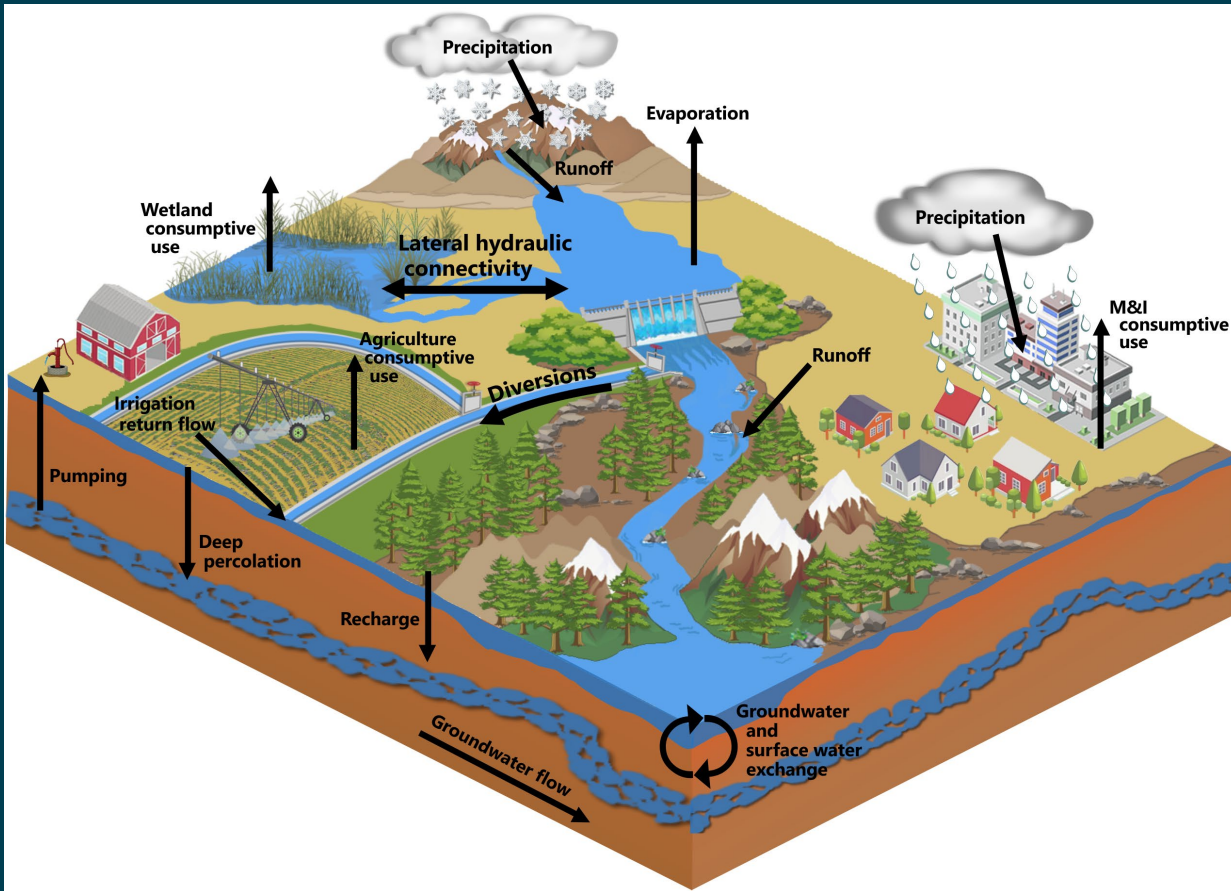 Precipitation
Evaporation
Runoff
Wetland
consumptive
use
Lateral hydraulic
connectivity
Precipitation
M&I
consumptive
use
Agriculture
consumptive
use
Diversions
Runoff
Irrigation
return flow
Pumping
Deep
percolation
Recharge
Groundwater flow
Groundwater
and
surface water
exchange